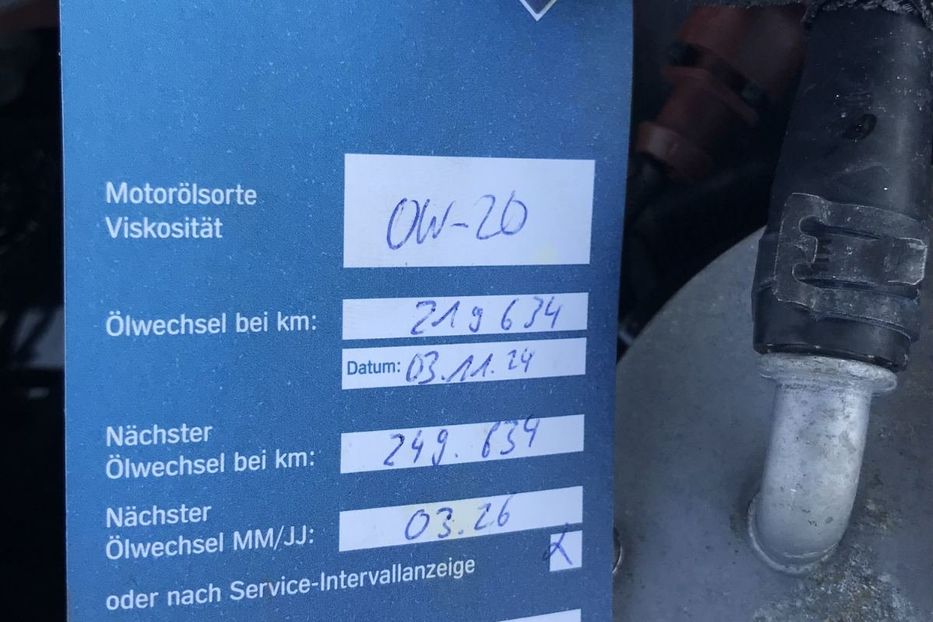 Motorölsorte
Viskosität
0W-20
Ölwechsel bei km:
219 634
Datum: 03.11.24
Nächster
Ölwechsel bei km:
249.634
Nächster
Ölwechsel MM/JJ:
03.26
oder nach Service-Intervallanzeige
X